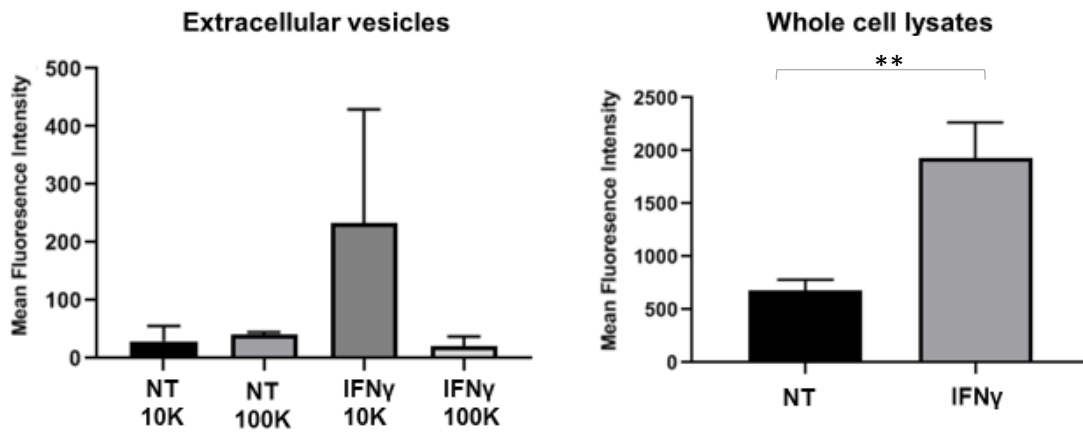 Extracellular vesicles
Mean Fluoresence Intensity
500
400
300
200
100
0
NT
10K
NT
100K
IFNγ
10K
IFNγ
100K
Whole cell lysates
**
Mean Fluoresence Intensity
2500
2000
1500
1000
500
0
NT
IFNγ